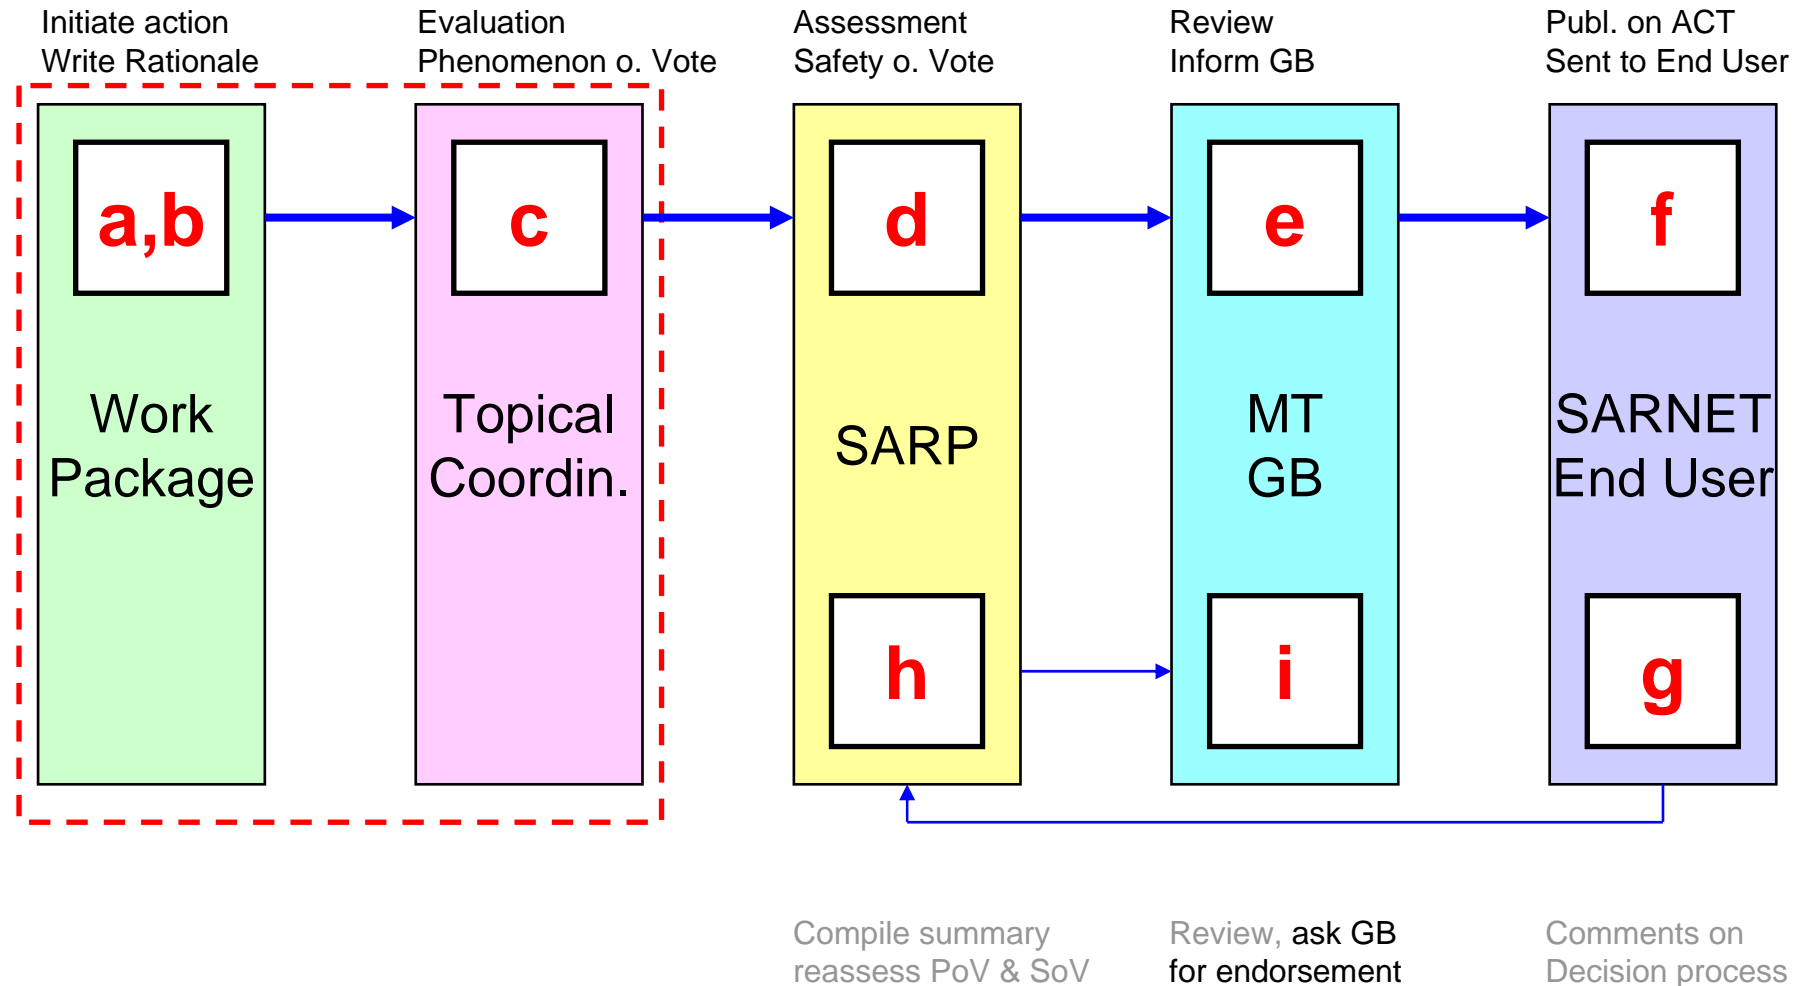 Initiate action
Write Rationale
Evaluation
Phenomenon o. Vote
Assessment
Safety o. Vote
Review
Inform GB
Publ. on ACT
Sent to End User
a,b
c
d
e
f
Work
Package
Topical
Coordin.
SARP
MT
GB
SARNET
End User
h
i
g
Compile summary
reassess PoV & SoV
Review, ask GB
for endorsement
Comments on
Decision process